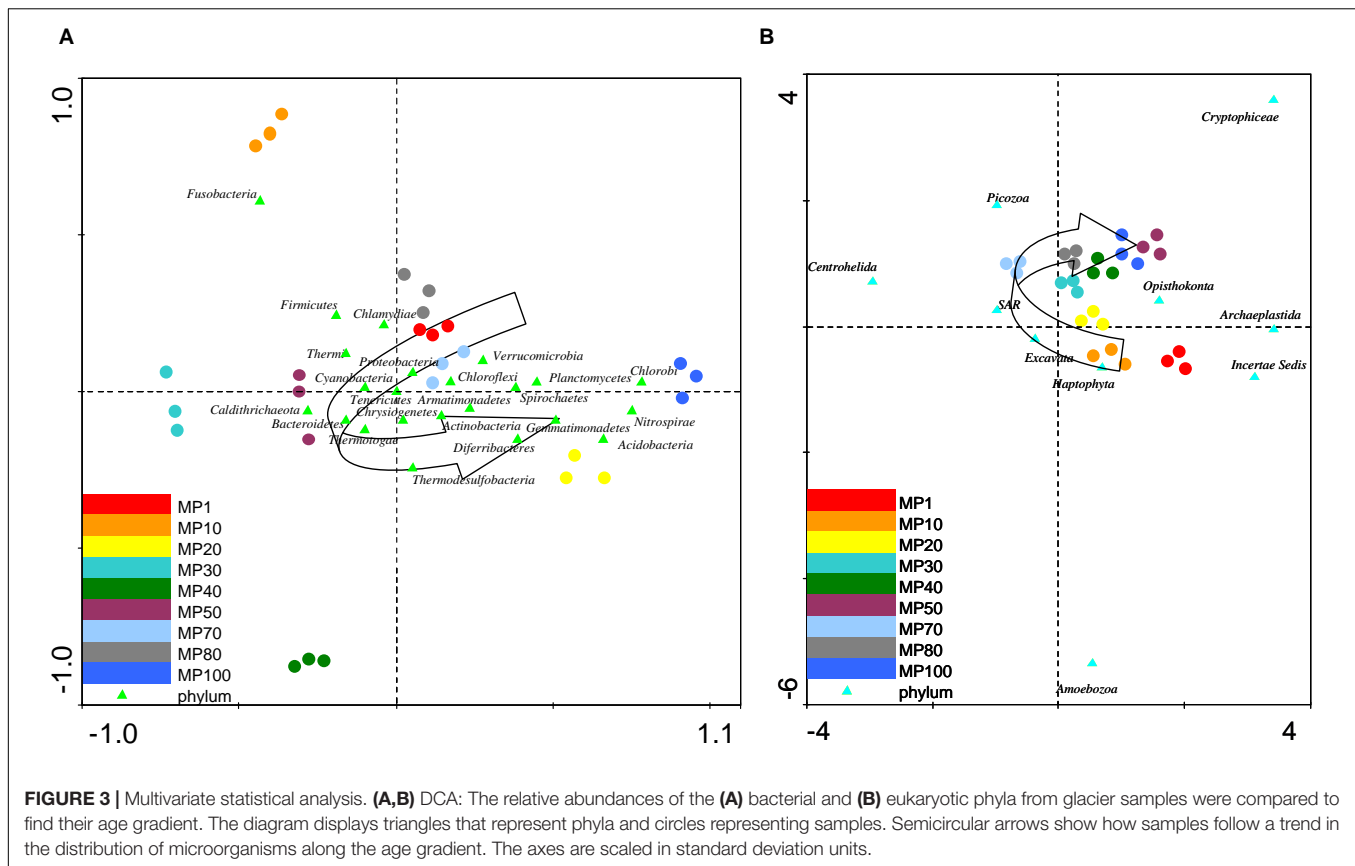 A
1.0
Fusobacteria
Firmicutes
Chlamydiae
Thermi
Proteobacteria
Verrucomicrobia
Cyanobacteria
Chloroflexi
Planctomycetes
Chlorobi
Tenericutes
Armatimonadetes
Spirochaetes
Caldithrichaeota
Chrysiogenetes
Bacteroidetes
Actinobacteria
Gemmatimonadetes
Nitrospirae
Thermotogae
Diferribacteres
Acidobacteria
Thermodesulfobacteria
MP1
MP10
MP20
MP30
MP40
MP50
MP70
MP80
MP100
phylum
-1.0
-1.0
1.1
B
4
Cryptophiceae
Picozoa
Centrohelida
SAR
Opisthokonta
Archaeplastida
Excavata
Haptophyta
Incertae Sedis
MP1
MP10
MP20
MP30
MP40
MP50
MP70
MP80
MP100
phylum
Amoebozoa
-6
-4
4
FIGURE 3 | Multivariate statistical analysis. (A,B) DCA: The relative abundances of the (A) bacterial and (B) eukaryotic phyla from glacier samples were compared to
find their age gradient. The diagram displays triangles that represent phyla and circles representing samples. Semicircular arrows show how samples follow a trend in
the distribution of microorganisms along the age gradient. The axes are scaled in standard deviation units.